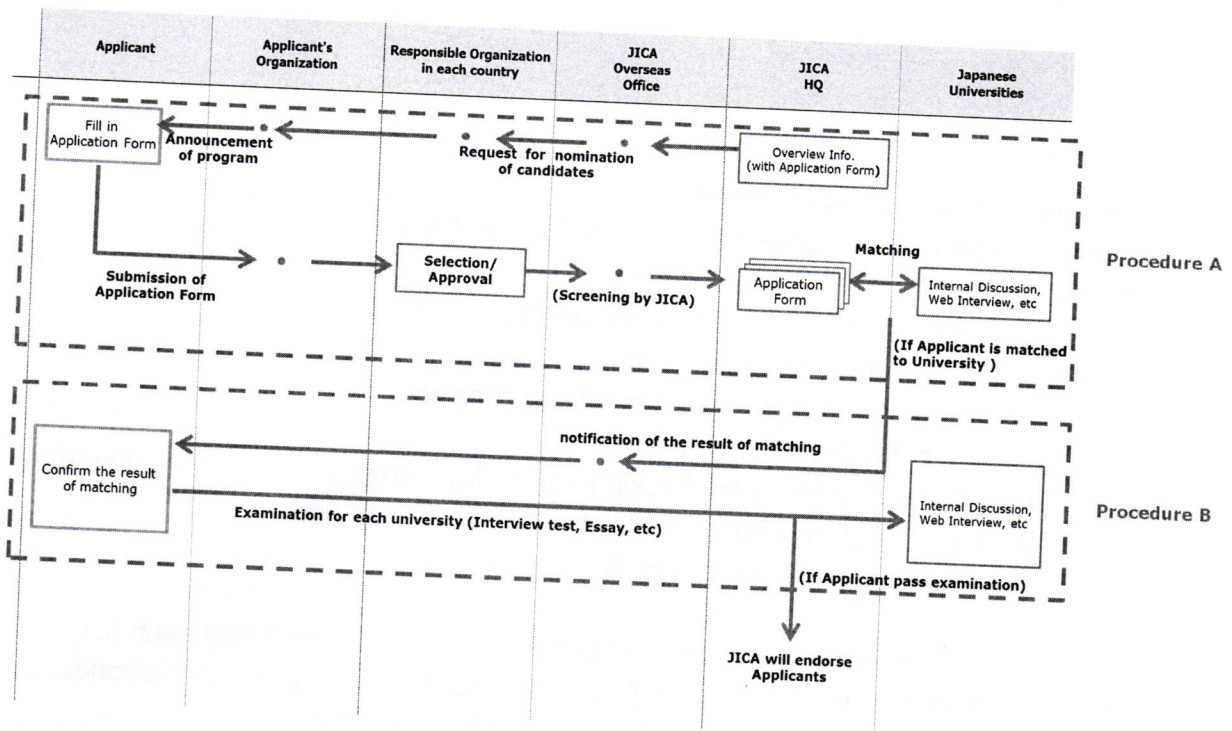 Applicant
Applicant's
Organization
Responsible Organization
in each country
JICA
Overseas
Office
JICA
HQ
Japanese
Universities
Fill in
Application Form
Announcement
of program
Request for nomination
of candidates
Overview Info.
(with Application Form)
Submission of
Application Form
Selection/
Approval
(Screening by JICA)
Application
Form
Matching
Internal Discussion,
Web Interview, etc
Procedure A
(If Applicant is matched
to University )
notification of the result of matching
Confirm the result
of matching
Examination for each university (Interview test, Essay, etc)
Internal Discussion,
Web Interview, etc
Procedure B
(If Applicant pass examination)
JICA will endorse
Applicants